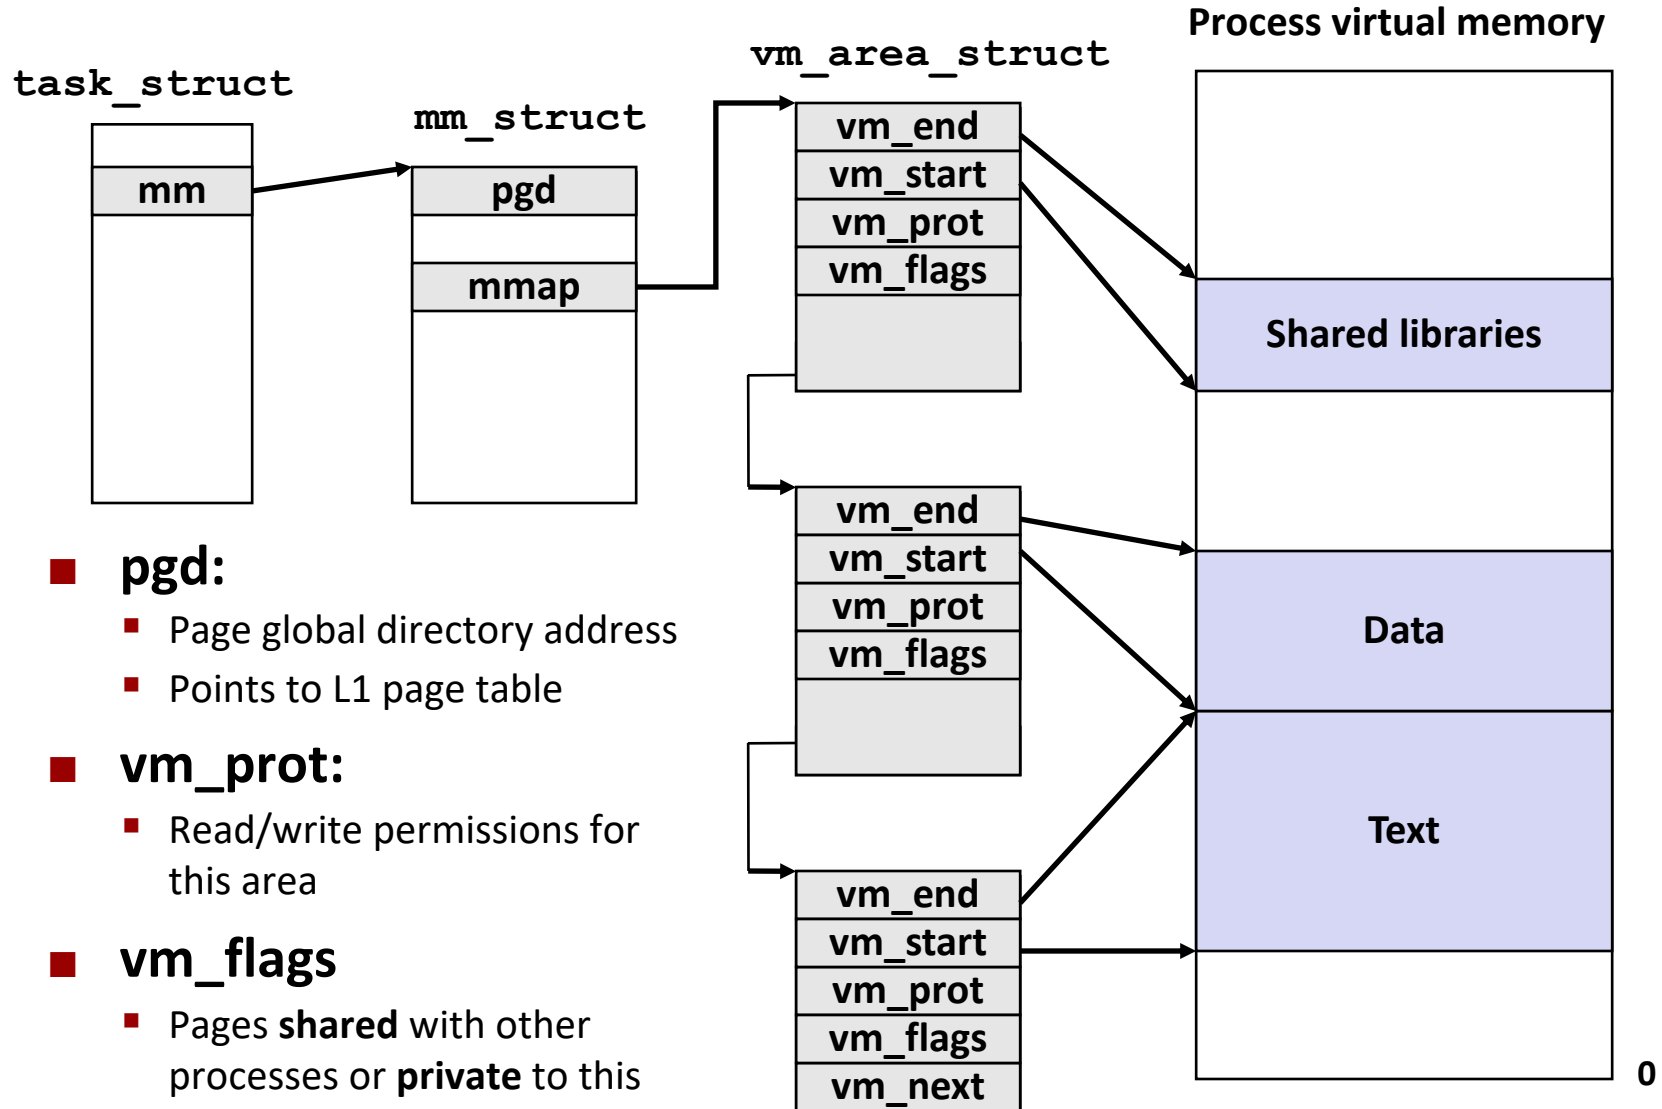 Process virtual memory
vm_area_struct
task_struct
mm_struct
mm
pgd
mmap
vm_end
vm_start
vm_prot
vm_flags
Shared libraries
vm_end
vm_start
vm_prot
vm_flags
Data
Text
vm_end
vm_start
vm_prot
vm_flags
vm_next
0
pgd:
Page global directory address
Points to L1 page table
vm_prot:
Read/write permissions for
this area
vm_flags
Pages shared with other
processes or private to this